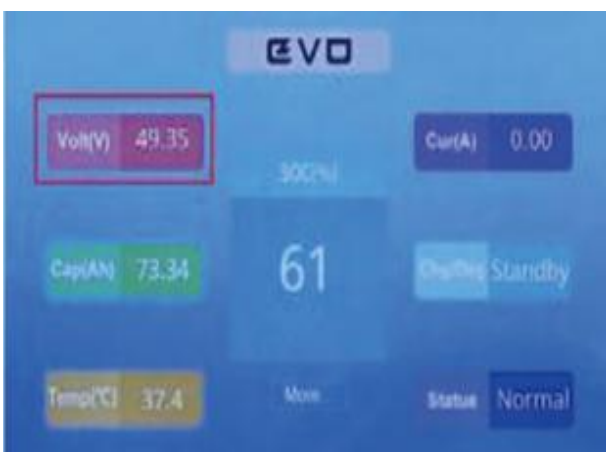 EVO
Volt(V) 49.35
Cur(A) 0.00
SOC(%)
Cap(Ah) 73.34
61
Standby
Temp(℃) 37.4
More
Status Normal